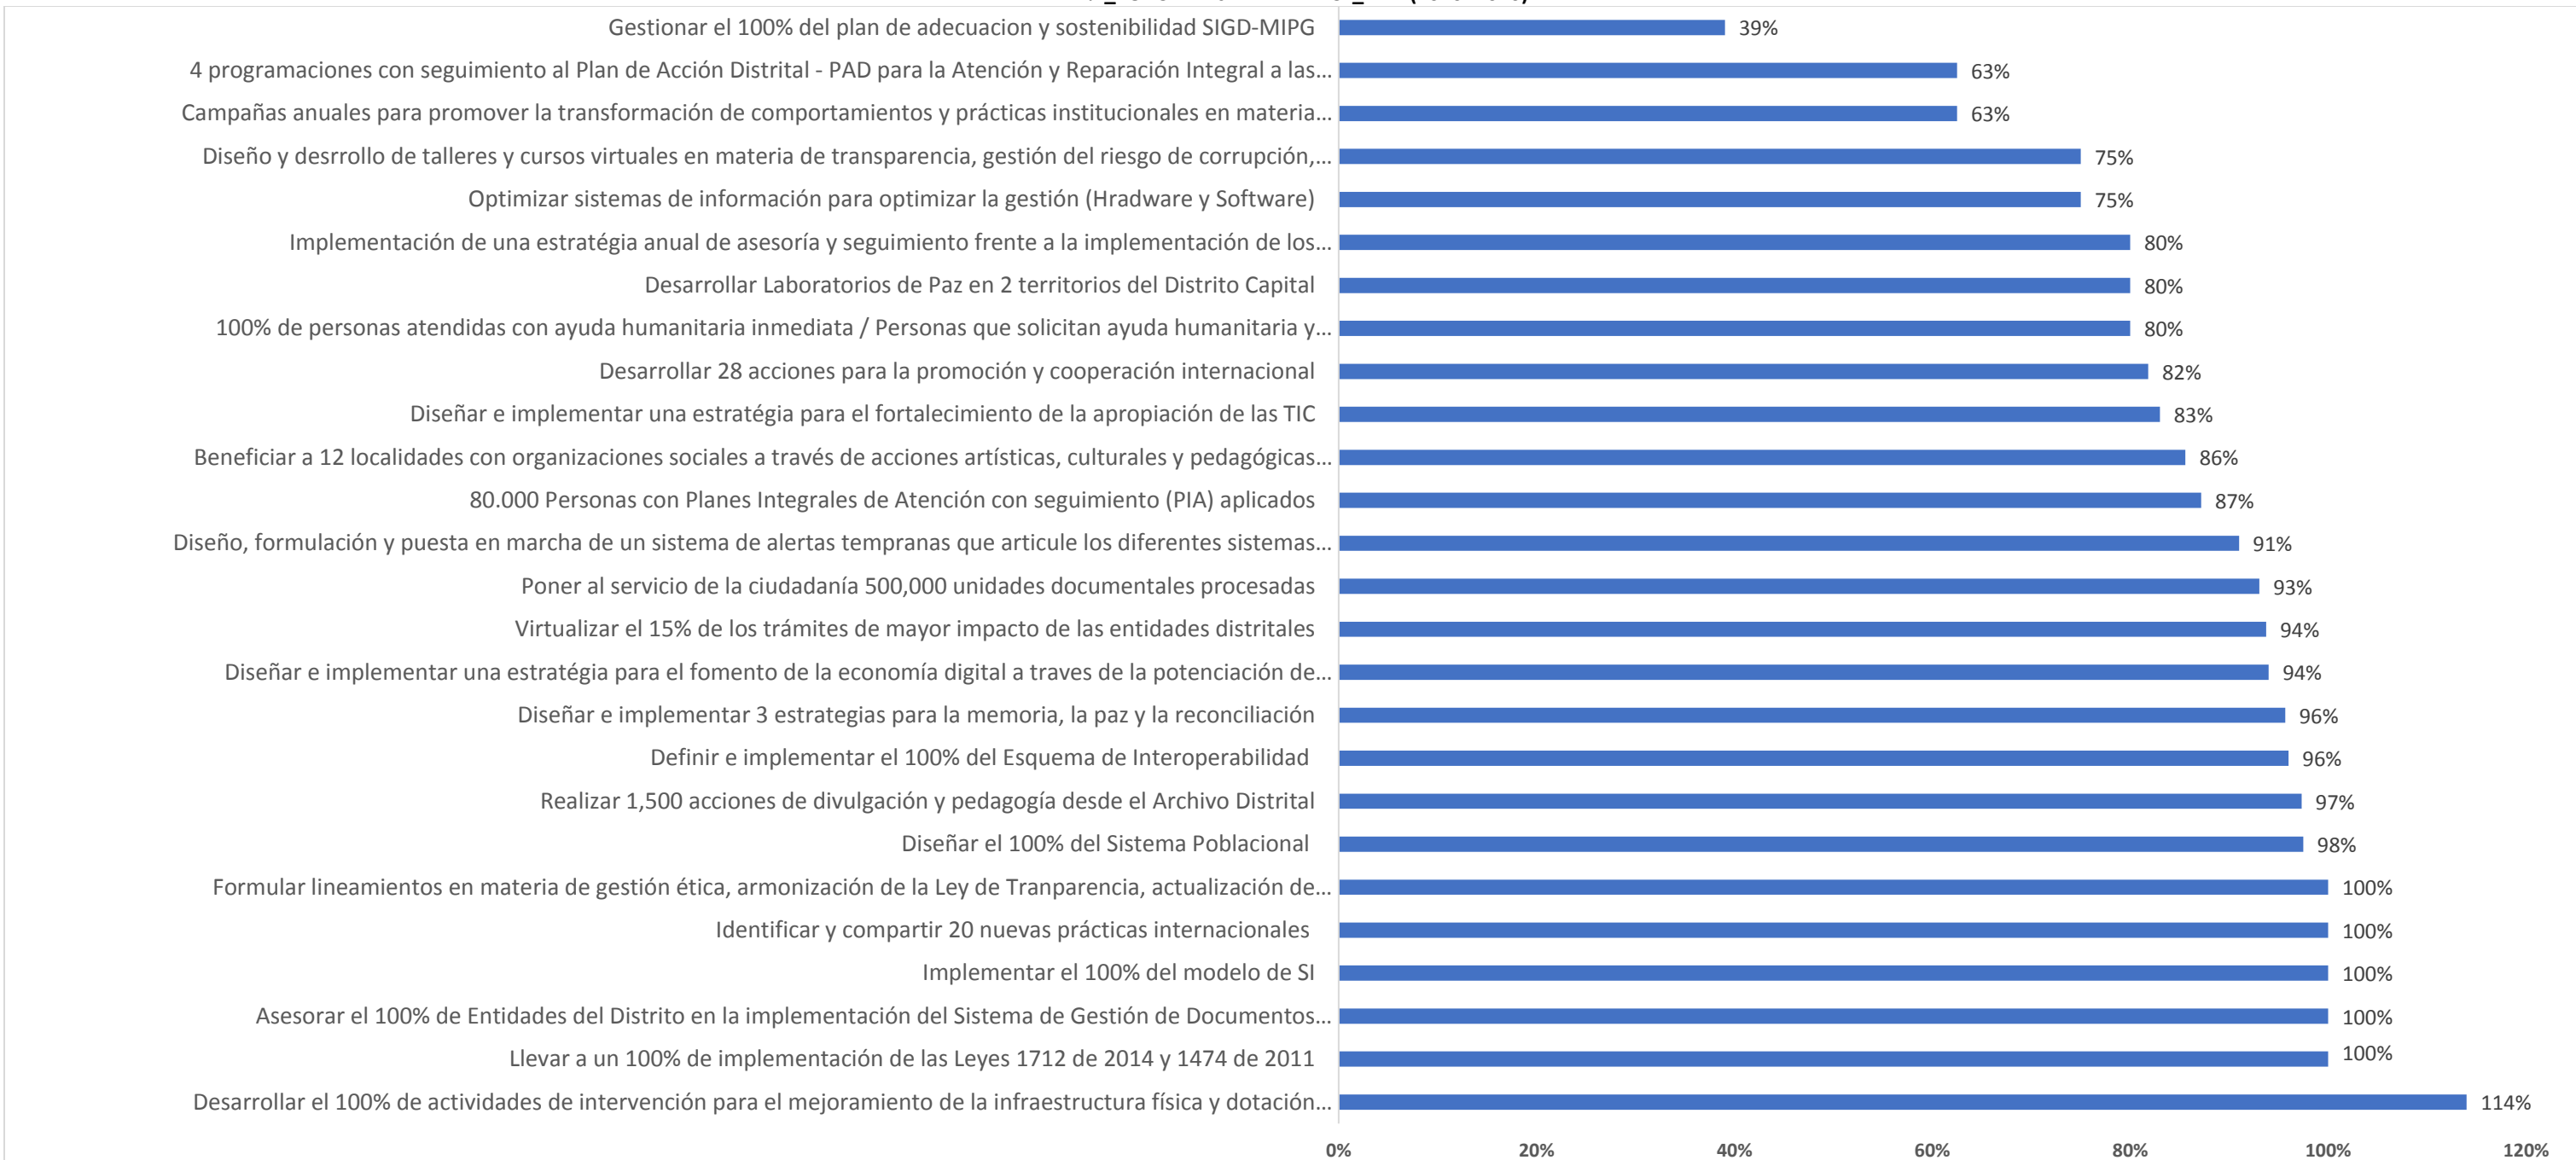 Gestionar el 100% del plan de adecuacion y sostenibilidad SIGD-MIPG 39%
4 programaciones con seguimiento al Plan de Acción Distrital - PAD para la Atención y Reparación Integral a las... 63%
Campañas anuales para promover la transformación de comportamientos y prácticas institucionales en materia... 63%
Diseño y desrrollo de talleres y cursos virtuales en materia de transparencia, gestión del riesgo de corrupción,... 75%
Optimizar sistemas de información para optimizar la gestión (Hradware y Software) 75%
Implementación de una estratégia anual de asesoría y seguimiento frente a la implementación de los... 80%
Desarrollar Laboratorios de Paz en 2 territorios del Distrito Capital 80%
100% de personas atendidas con ayuda humanitaria inmediata / Personas que solicitan ayuda humanitaria y... 80%
Desarrollar 28 acciones para la promoción y cooperación internacional 82%
Diseñar e implementar una estratégia para el fortalecimiento de la apropiación de las TIC 83%
Beneficiar a 12 localidades con organizaciones sociales a través de acciones artísticas, culturales y pedagógicas... 86%
80.000 Personas con Planes Integrales de Atención con seguimiento (PIA) aplicados 87%
Diseño, formulación y puesta en marcha de un sistema de alertas tempranas que articule los diferentes sistemas... 91%
Poner al servicio de la ciudadanía 500,000 unidades documentales procesadas 93%
Virtualizar el 15% de los trámites de mayor impacto de las entidades distritales 94%
Diseñar e implementar una estratégia para el fomento de la economía digital a traves de la potenciación de... 94%
Diseñar e implementar 3 estrategias para la memoria, la paz y la reconciliación 96%
Definir e implementar el 100% del Esquema de Interoperabilidad 96%
Realizar 1,500 acciones de divulgación y pedagogía desde el Archivo Distrital 97%
Diseñar el 100% del Sistema Poblacional 98%
Formular lineamientos en materia de gestión ética, armonización de la Ley de Tranparencia, actualización de... 100%
Identificar y compartir 20 nuevas prácticas internacionales 100%
Implementar el 100% del modelo de SI 100%
Asesorar el 100% de Entidades del Distrito en la implementación del Sistema de Gestión de Documentos... 100%
Llevar a un 100% de implementación de las Leyes 1712 de 2014 y 1474 de 2011 100%
Desarrollar el 100% de actividades de intervención para el mejoramiento de la infraestructura física y dotación... 114%
0% 20% 40% 60% 80% 100% 120%